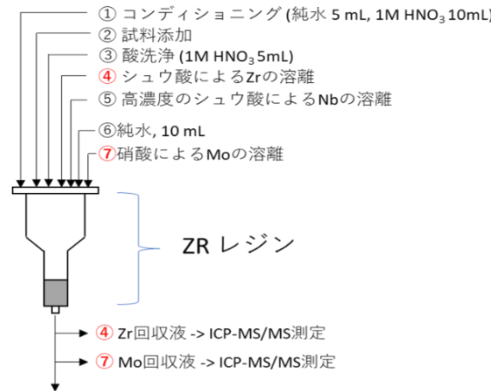 ① コンディショニング (純水 5 mL, 1M HNO₃ 10mL)
② 試料添加
③ 酸洗浄 (1M HNO₃ 5mL)
④ シュウ酸によるZrの溶離
⑤ 高濃度のシュウ酸によるNbの溶離
⑥純水, 10 mL
⑦硝酸によるMoの溶離
ZR レジン
④ Zr回収液 -> ICP-MS/MS測定
⑦ Mo回収液 -> ICP-MS/MS測定